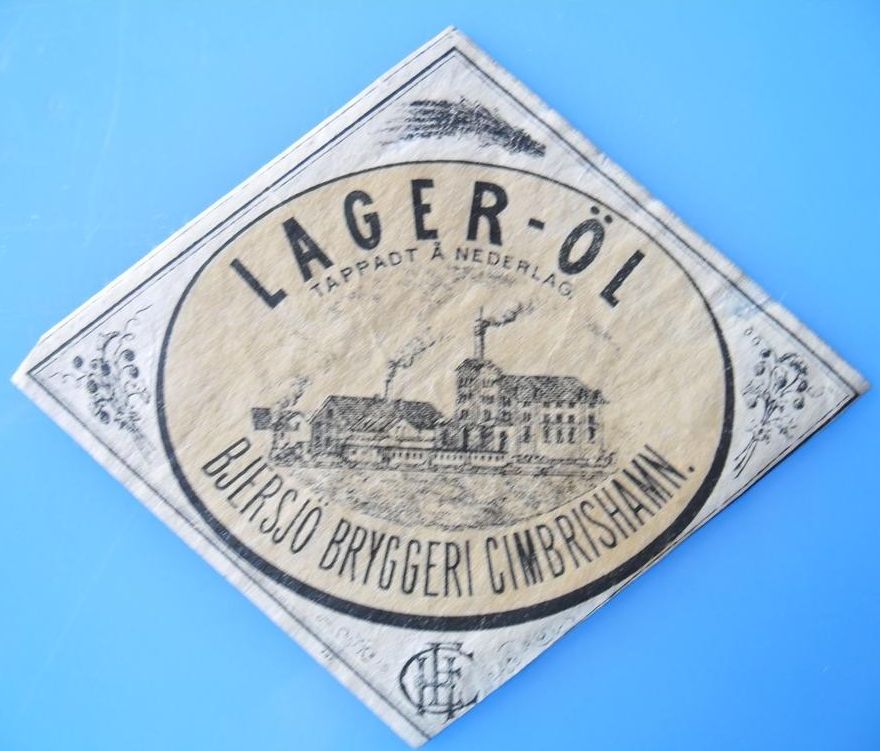 LAGER-ÖL
TAPPADT Å NEDERLAG.
BJERSJÖ BRYGGERI CIMBRISHAMN.